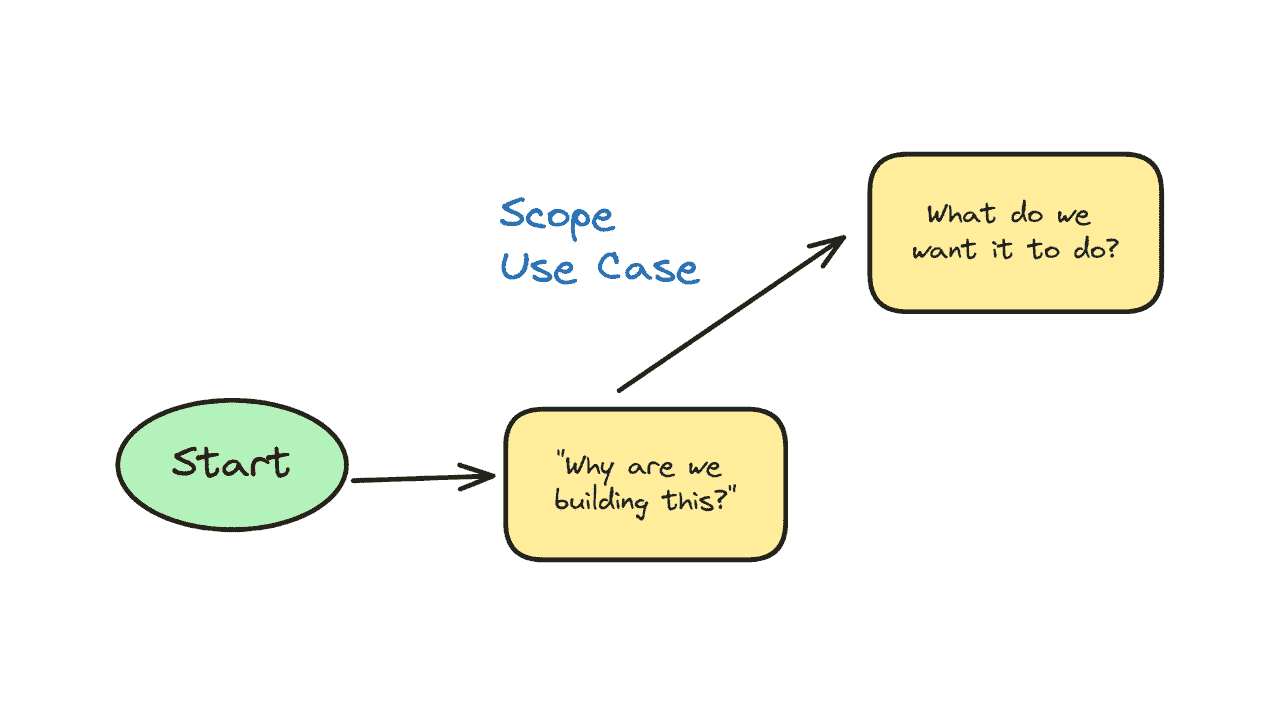 Scope
Use Case
What do we
want it to do?
Start
"Why are we
building this?"